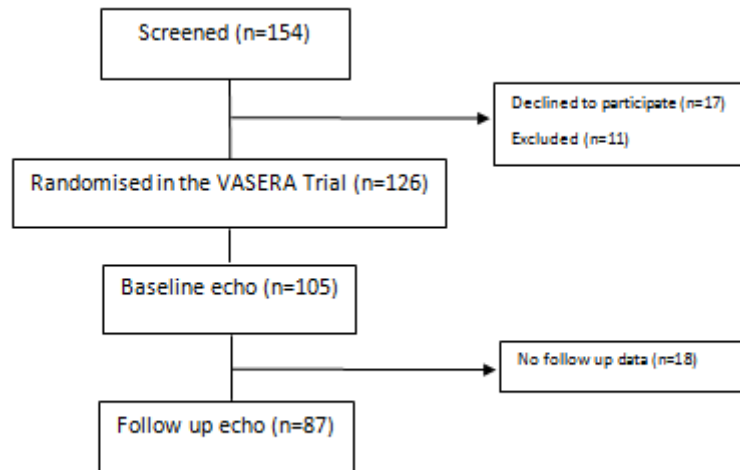 Screened (n=154)
Declined to participate (n=17)
Excluded (n=11)
Randomised in the VASERA Trial (n=126)
Baseline echo (n=105)
No follow up data (n=18)
Follow up echo (n=87)